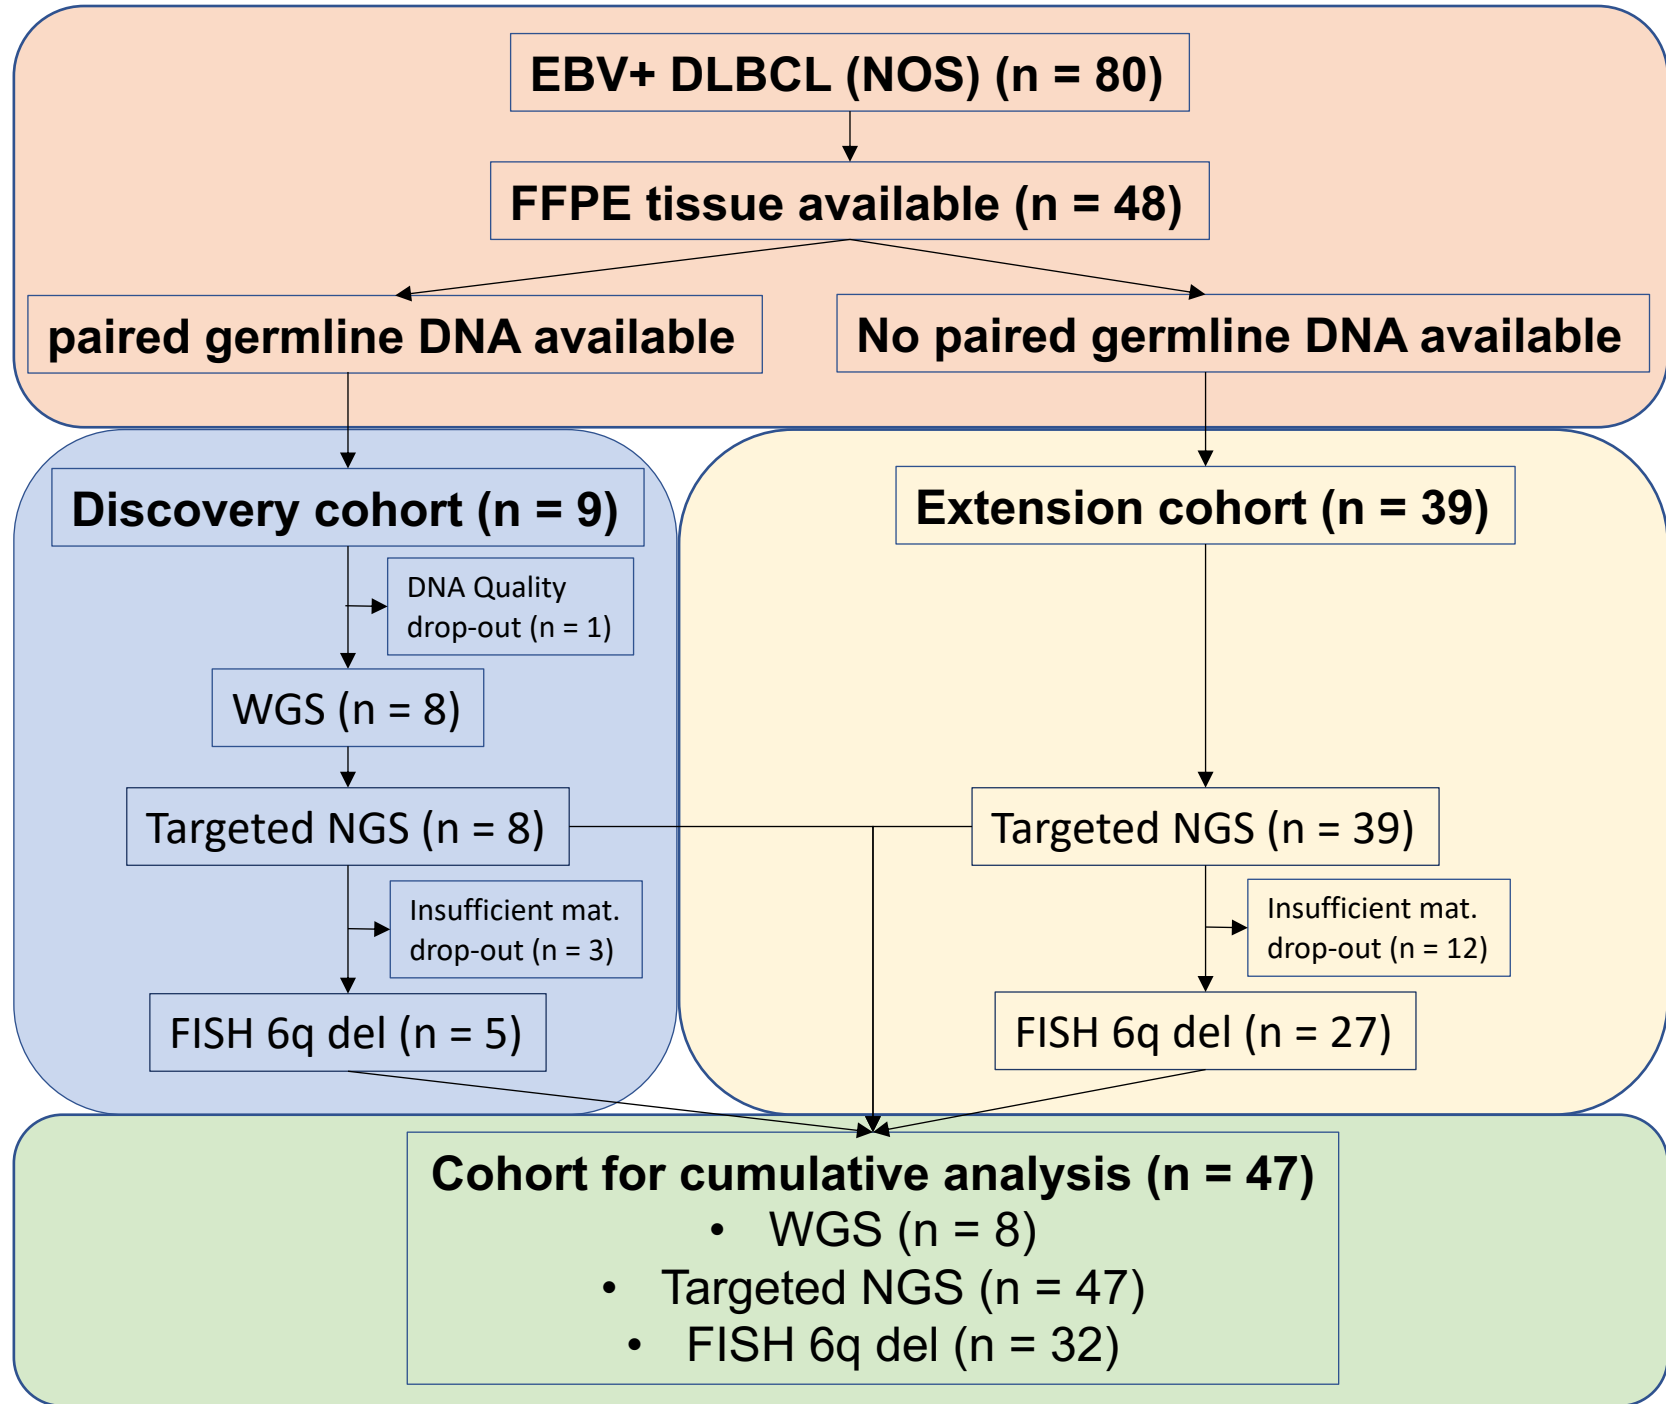 EBV+ DLBCL (NOS) (n = 80)
FFPE tissue available (n = 48)
paired germline DNA available
No paired germline DNA available
Discovery cohort (n = 9)
DNA Quality
drop-out (n = 1)
WGS (n = 8)
Targeted NGS (n = 8)
Insufficient mat.
drop-out (n = 3)
FISH 6q del (n = 5)
Extension cohort (n = 39)
Targeted NGS (n = 39)
Insufficient mat.
drop-out (n = 12)
FISH 6q del (n = 27)
Cohort for cumulative analysis (n = 47)
• WGS (n = 8)
• Targeted NGS (n = 47)
• FISH 6q del (n = 32)